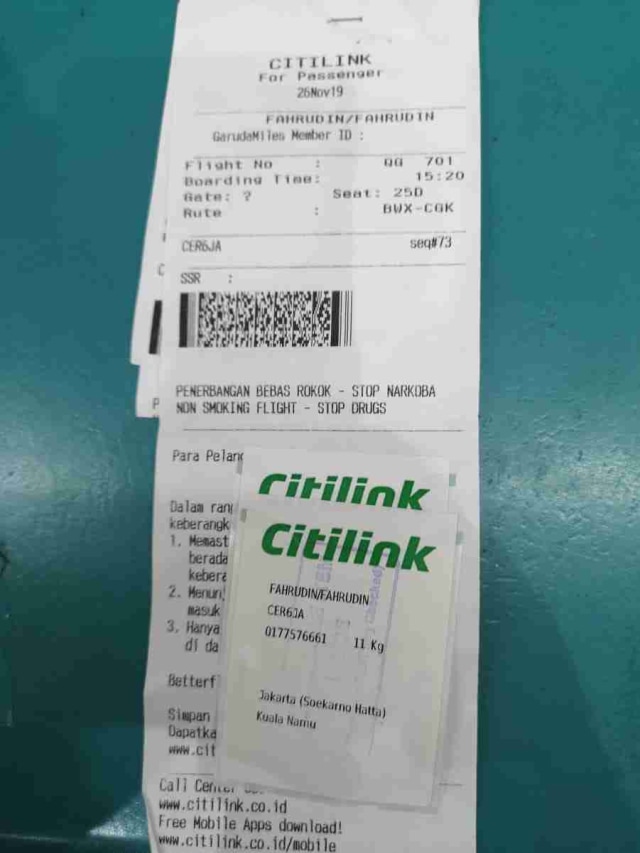 CITILINK
For Passenger
26Nov19
FAHRUDIN/FAHRUDIN
GarudaMiles Member ID :
Flight No : QG 701
Boarding Time: 15:20
Gate: ? Seat: 25D
Rute : BWX-CGK
CER6JA seq#73
SSR :
PENERBANGAN BEBAS ROKOK - STOP NARKOBA
NON SMOKING FLIGHT - STOP DRUGS
Para Pelang
Dalam rang
keberangk
1. Memast
berada
kebera
2. Menun
masuk
3. Hanya
di da
Betterf
Simpan
Dapatka
www.cit
Citilink
Citilink
FAHRUDIN/FAHRUDIN
CER6JA
0177576661 11 Kg
Jakarta (Soekarno Hatta)
Kuala Namu
Call
www.citilink.co.id
Free Mobile Apps download!
www.citilink.co.id/mobile